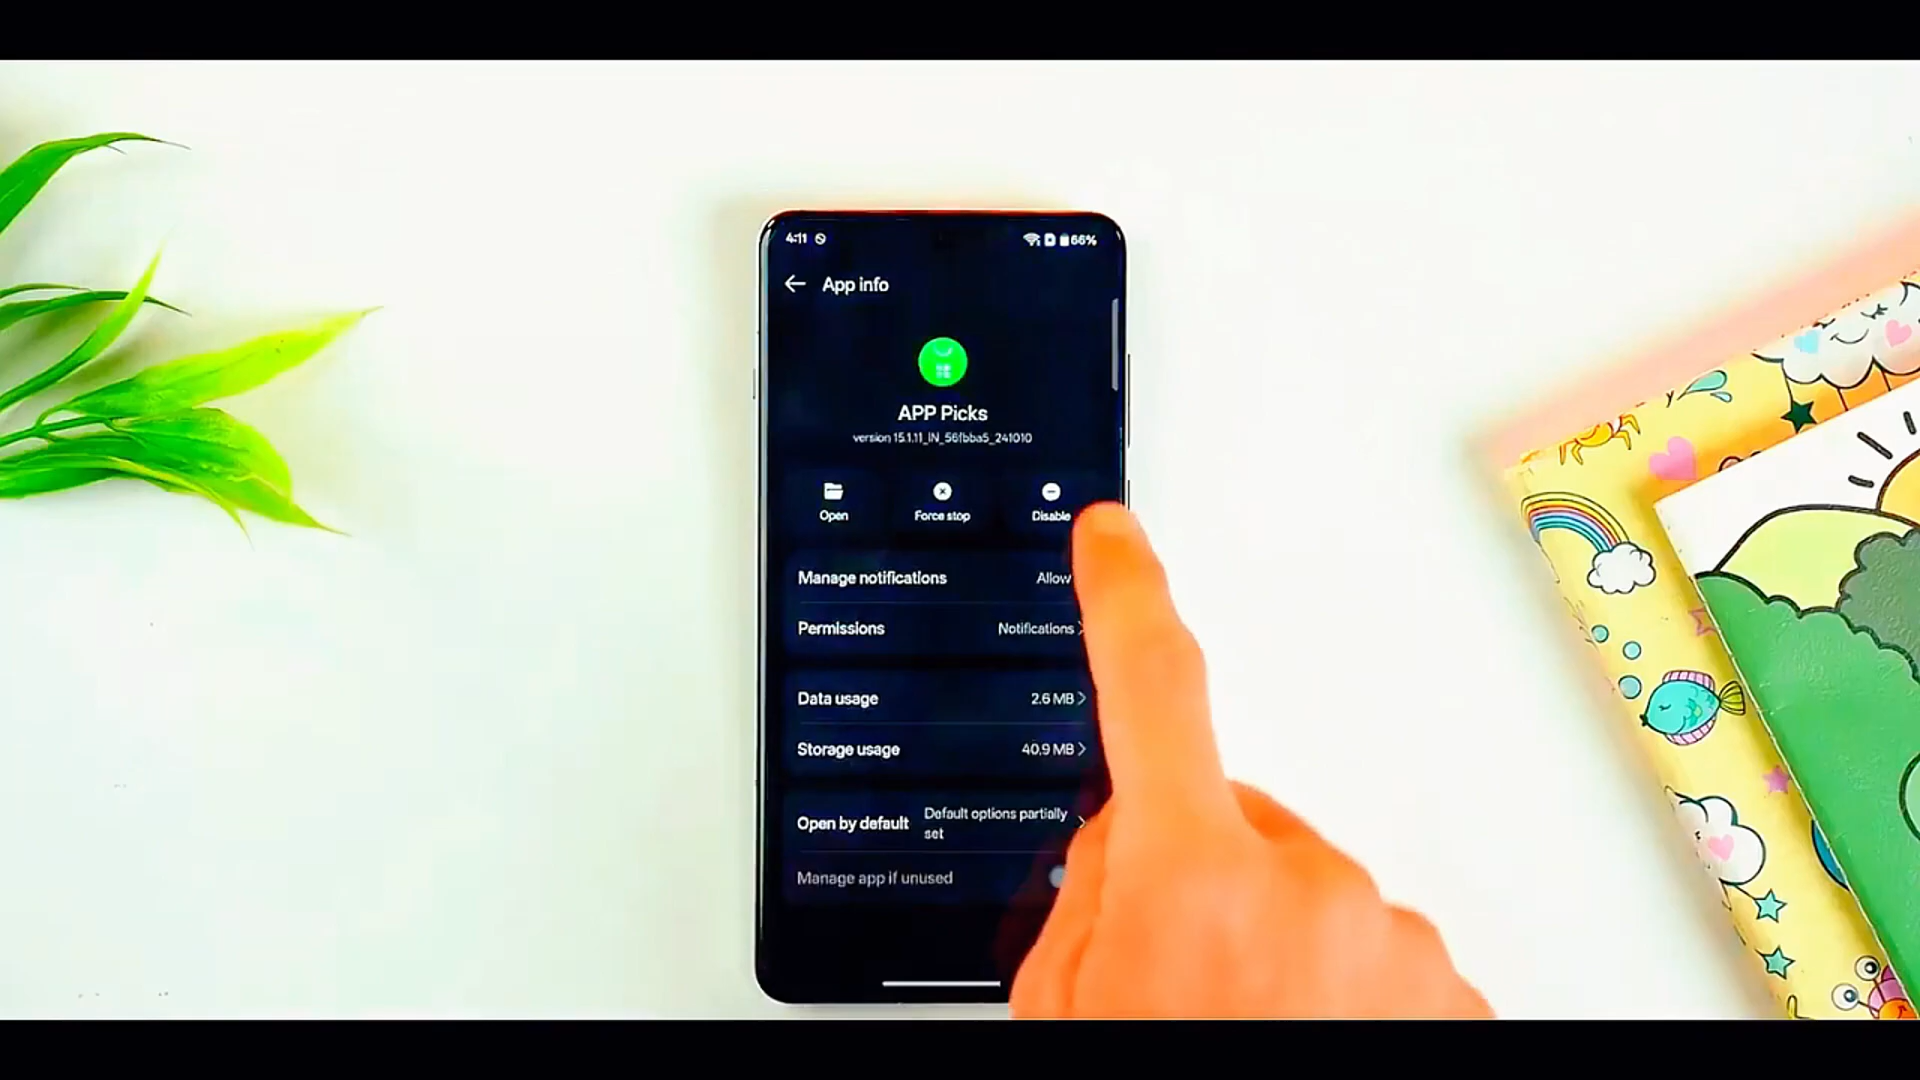 4:11 66%
App info
APP Picks
version 15.1.11_IN_56fbba5_241010
Open Force stop Disable
Manage notifications Allow
Permissions Notifications
Data usage 2.6 MB
Storage usage 40.9 MB
Open by default Default options partially
set
Manage app if unused